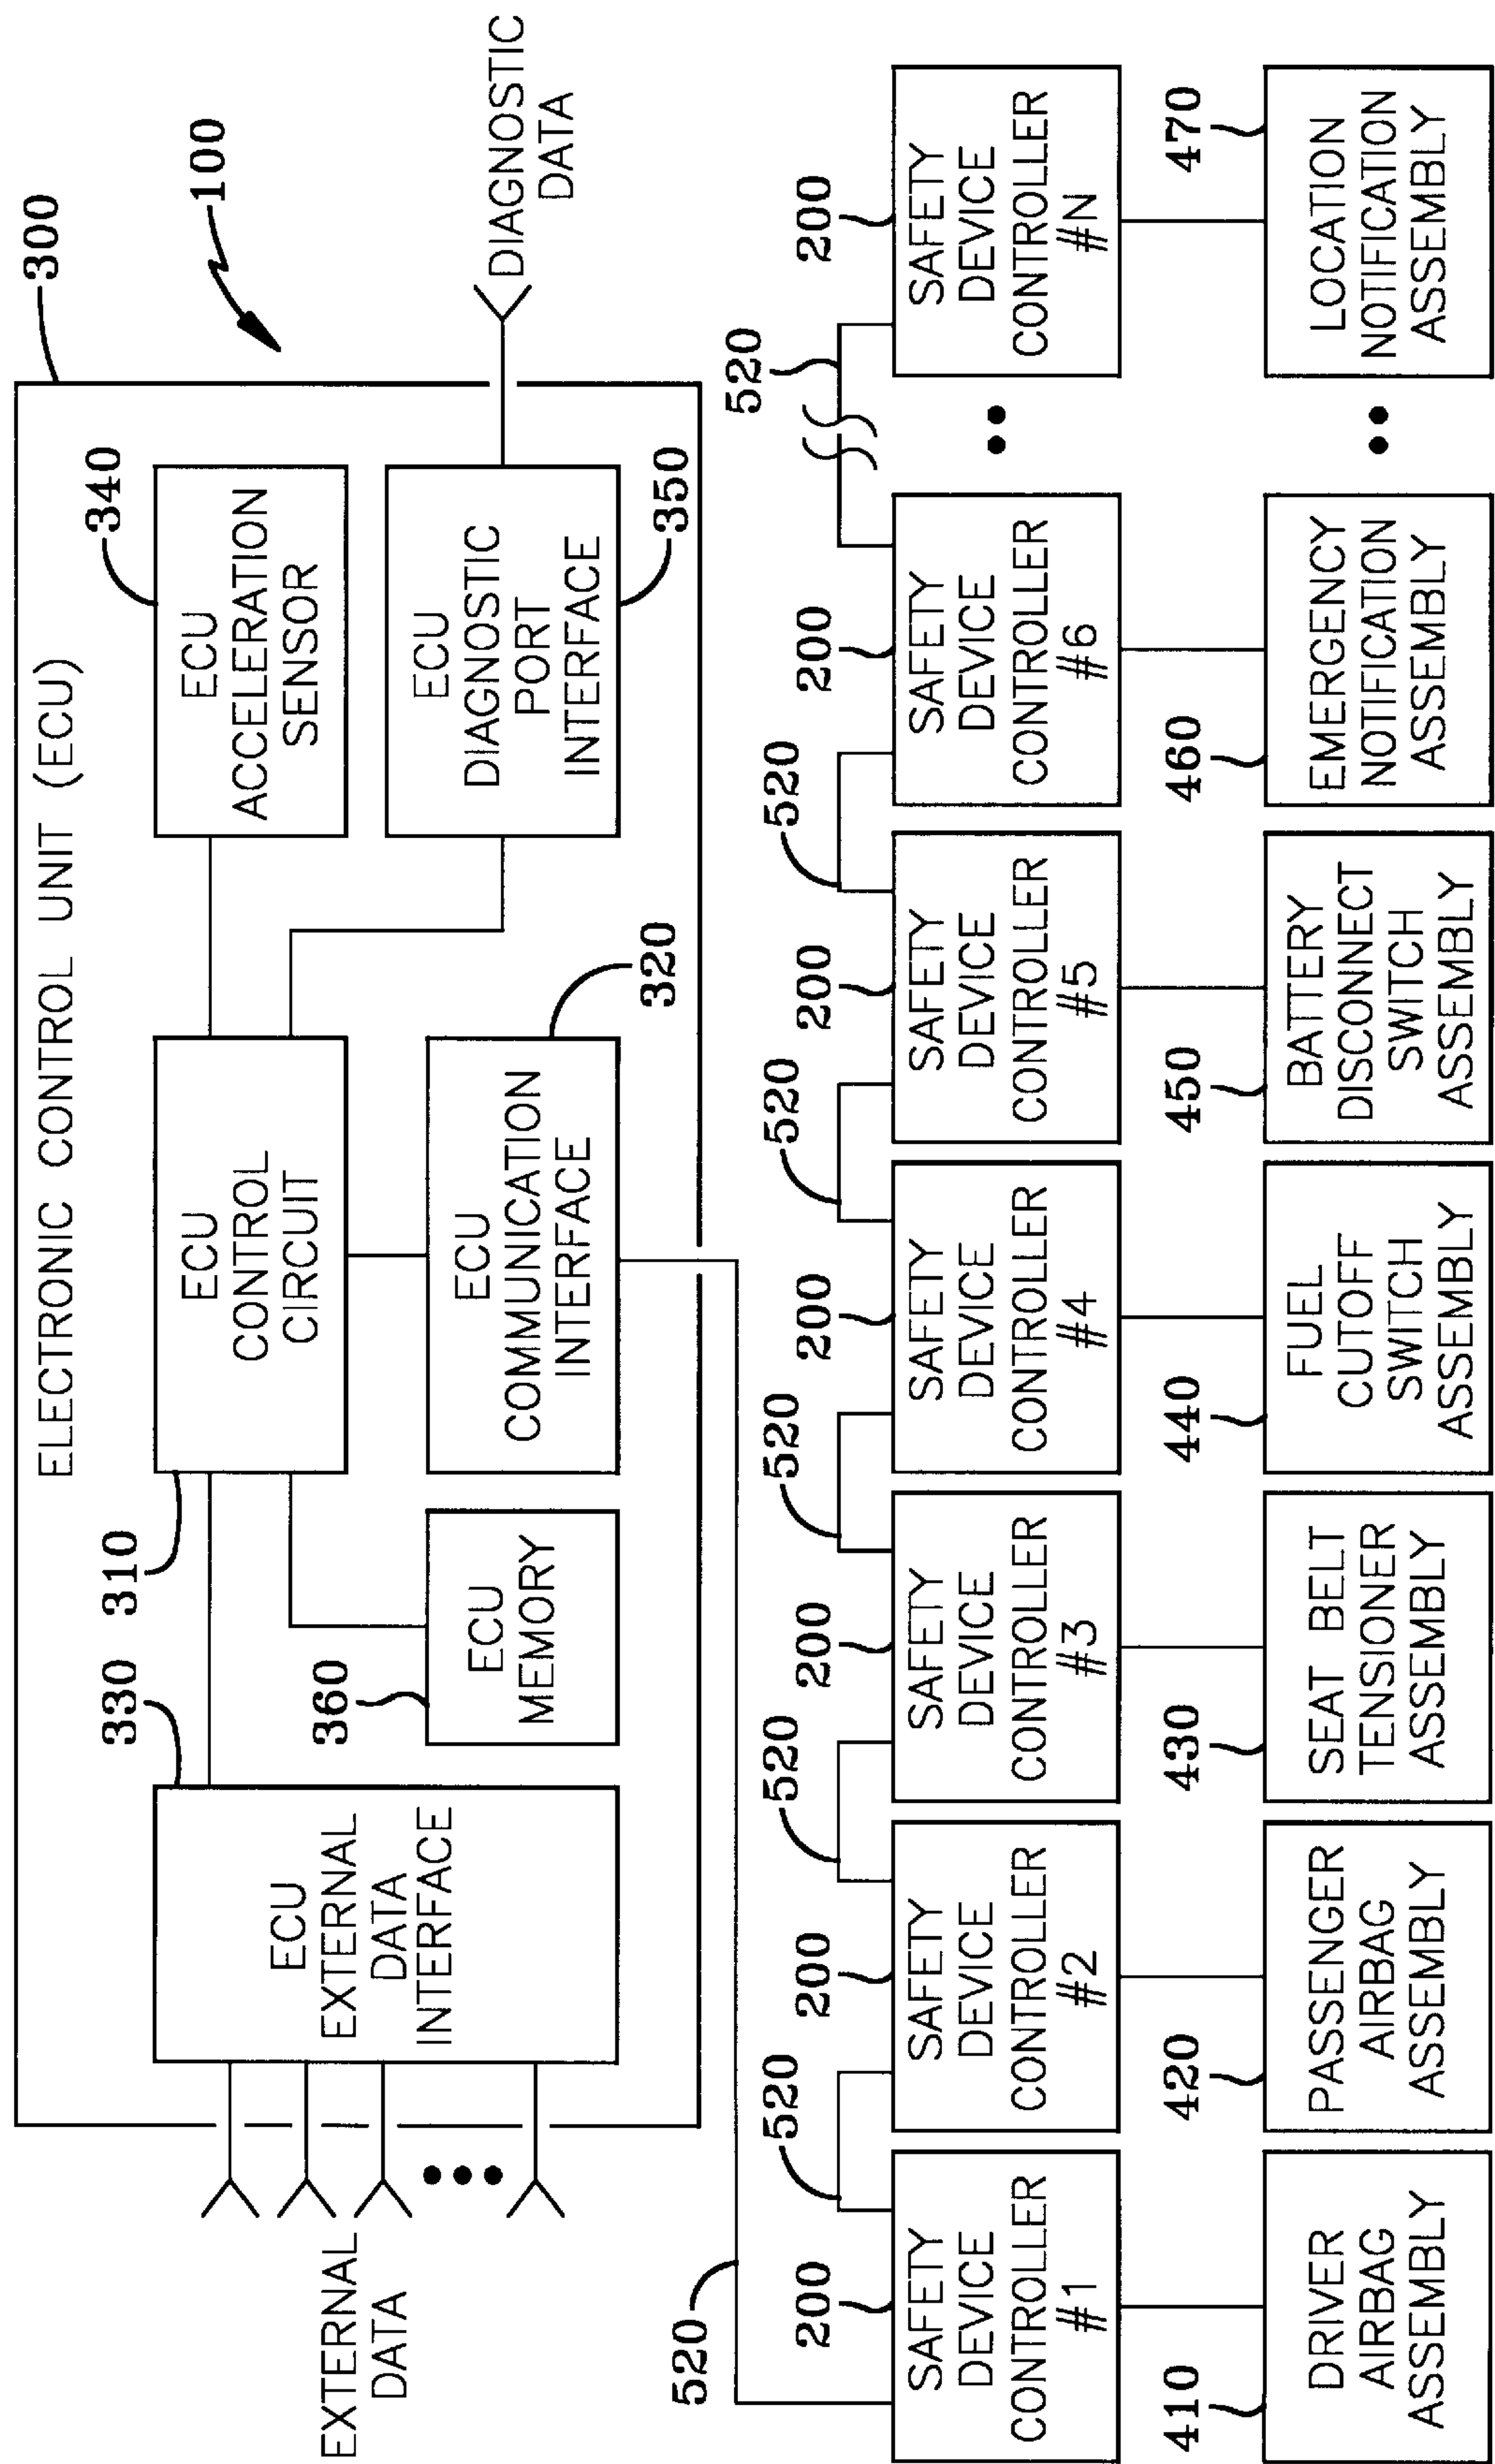 300
100
ELECTRONIC CONTROL UNIT (ECU)
EXTERNAL
DATA
330
ECU
EXTERNAL
DATA
INTERFACE
310
ECU
CONTROL
CIRCUIT
340
ECU
ACCELERATION
SENSOR
360
ECU
MEMORY
320
ECU
COMMUNICATION
INTERFACE
350
ECU
DIAGNOSTIC
PORT
INTERFACE
DIAGNOSTIC
DATA
520
520
520
520
520
520
520
200
SAFETY
DEVICE
CONTROLLER
#1
200
SAFETY
DEVICE
CONTROLLER
#2
200
SAFETY
DEVICE
CONTROLLER
#3
200
SAFETY
DEVICE
CONTROLLER
#4
200
SAFETY
DEVICE
CONTROLLER
#5
200
SAFETY
DEVICE
CONTROLLER
#6
200
SAFETY
DEVICE
CONTROLLER
#N
410
DRIVER
AIRBAG
ASSEMBLY
420
PASSENGER
AIRBAG
ASSEMBLY
430
SEAT BELT
TENSIONER
ASSEMBLY
440
FUEL
CUTOFF
SWITCH
ASSEMBLY
450
BATTERY
DISCONNECT
SWITCH
ASSEMBLY
460
EMERGENCY
NOTIFICATION
ASSEMBLY
470
LOCATION
NOTIFICATION
ASSEMBLY